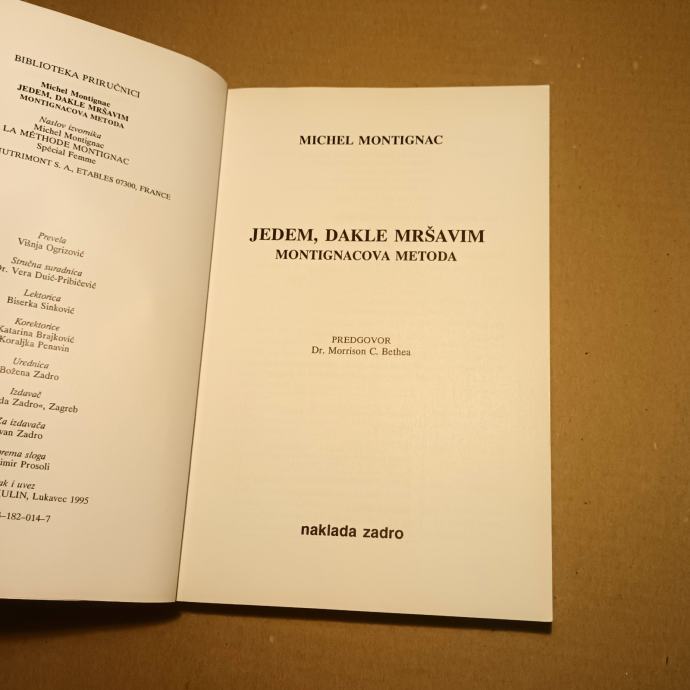 BIBLIOTEKA PRIRUČNICI
Michel Montignac
JEDEM, DAKLE MRŠAVIM
MONTIGNACOVA METODA
Naslov izvornika
Michel Montignac
LA MÉTHODE MONTIGNAC
Spécial Femme
NUTRIMONT S. A., ETABLES 07300, FRANCE
Prevela
Višnja Ogrizović
Stručna suradnica
Dr. Vera Duić-Pribičević
Lektorica
Biserka Sinković
Korektorice
Katarina Brajković
Koraljka Penavin
Urednica
Božena Zadro
Izdavač
Zadro«, Zagreb
Za izdavača
Zadro
sloga
Prosoli
i uvez
Lukavec 1995
–182–014–7
MICHEL MONTIGNAC
JEDEM, DAKLE MRŠAVIM
MONTIGNACOVA METODA
PREDGOVOR
Dr. Morrison C. Bethea
naklada zadro